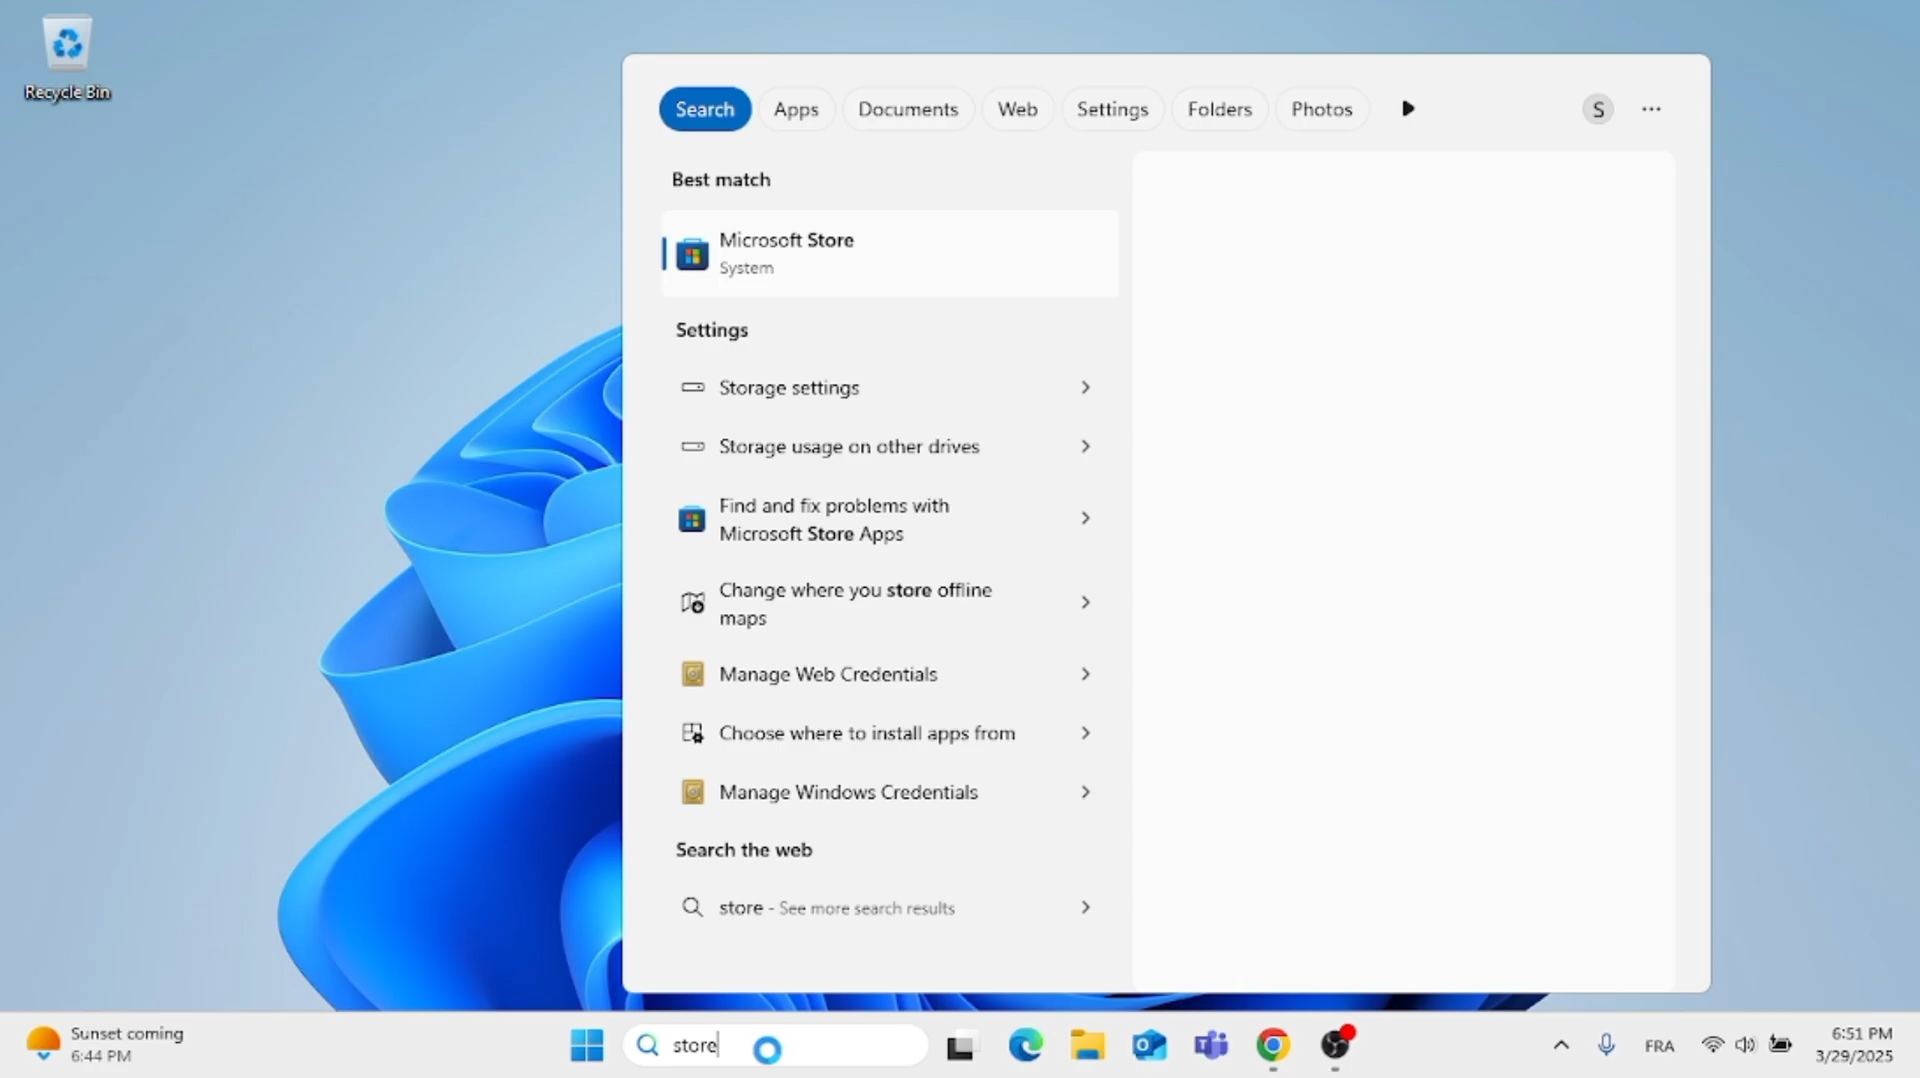 Recycle Bin
Search Apps Documents Web Settings Folders Photos S
Best match
Microsoft Store
System
Settings
Storage settings
Storage usage on other drives
Find and fix problems with
Microsoft Store Apps
Change where you store offline
maps
Manage Web Credentials
Choose where to install apps from
Manage Windows Credentials
Search the web
store - See more search results
Sunset coming
6:44 PM
store
FRA
6:51 PM
3/29/2025